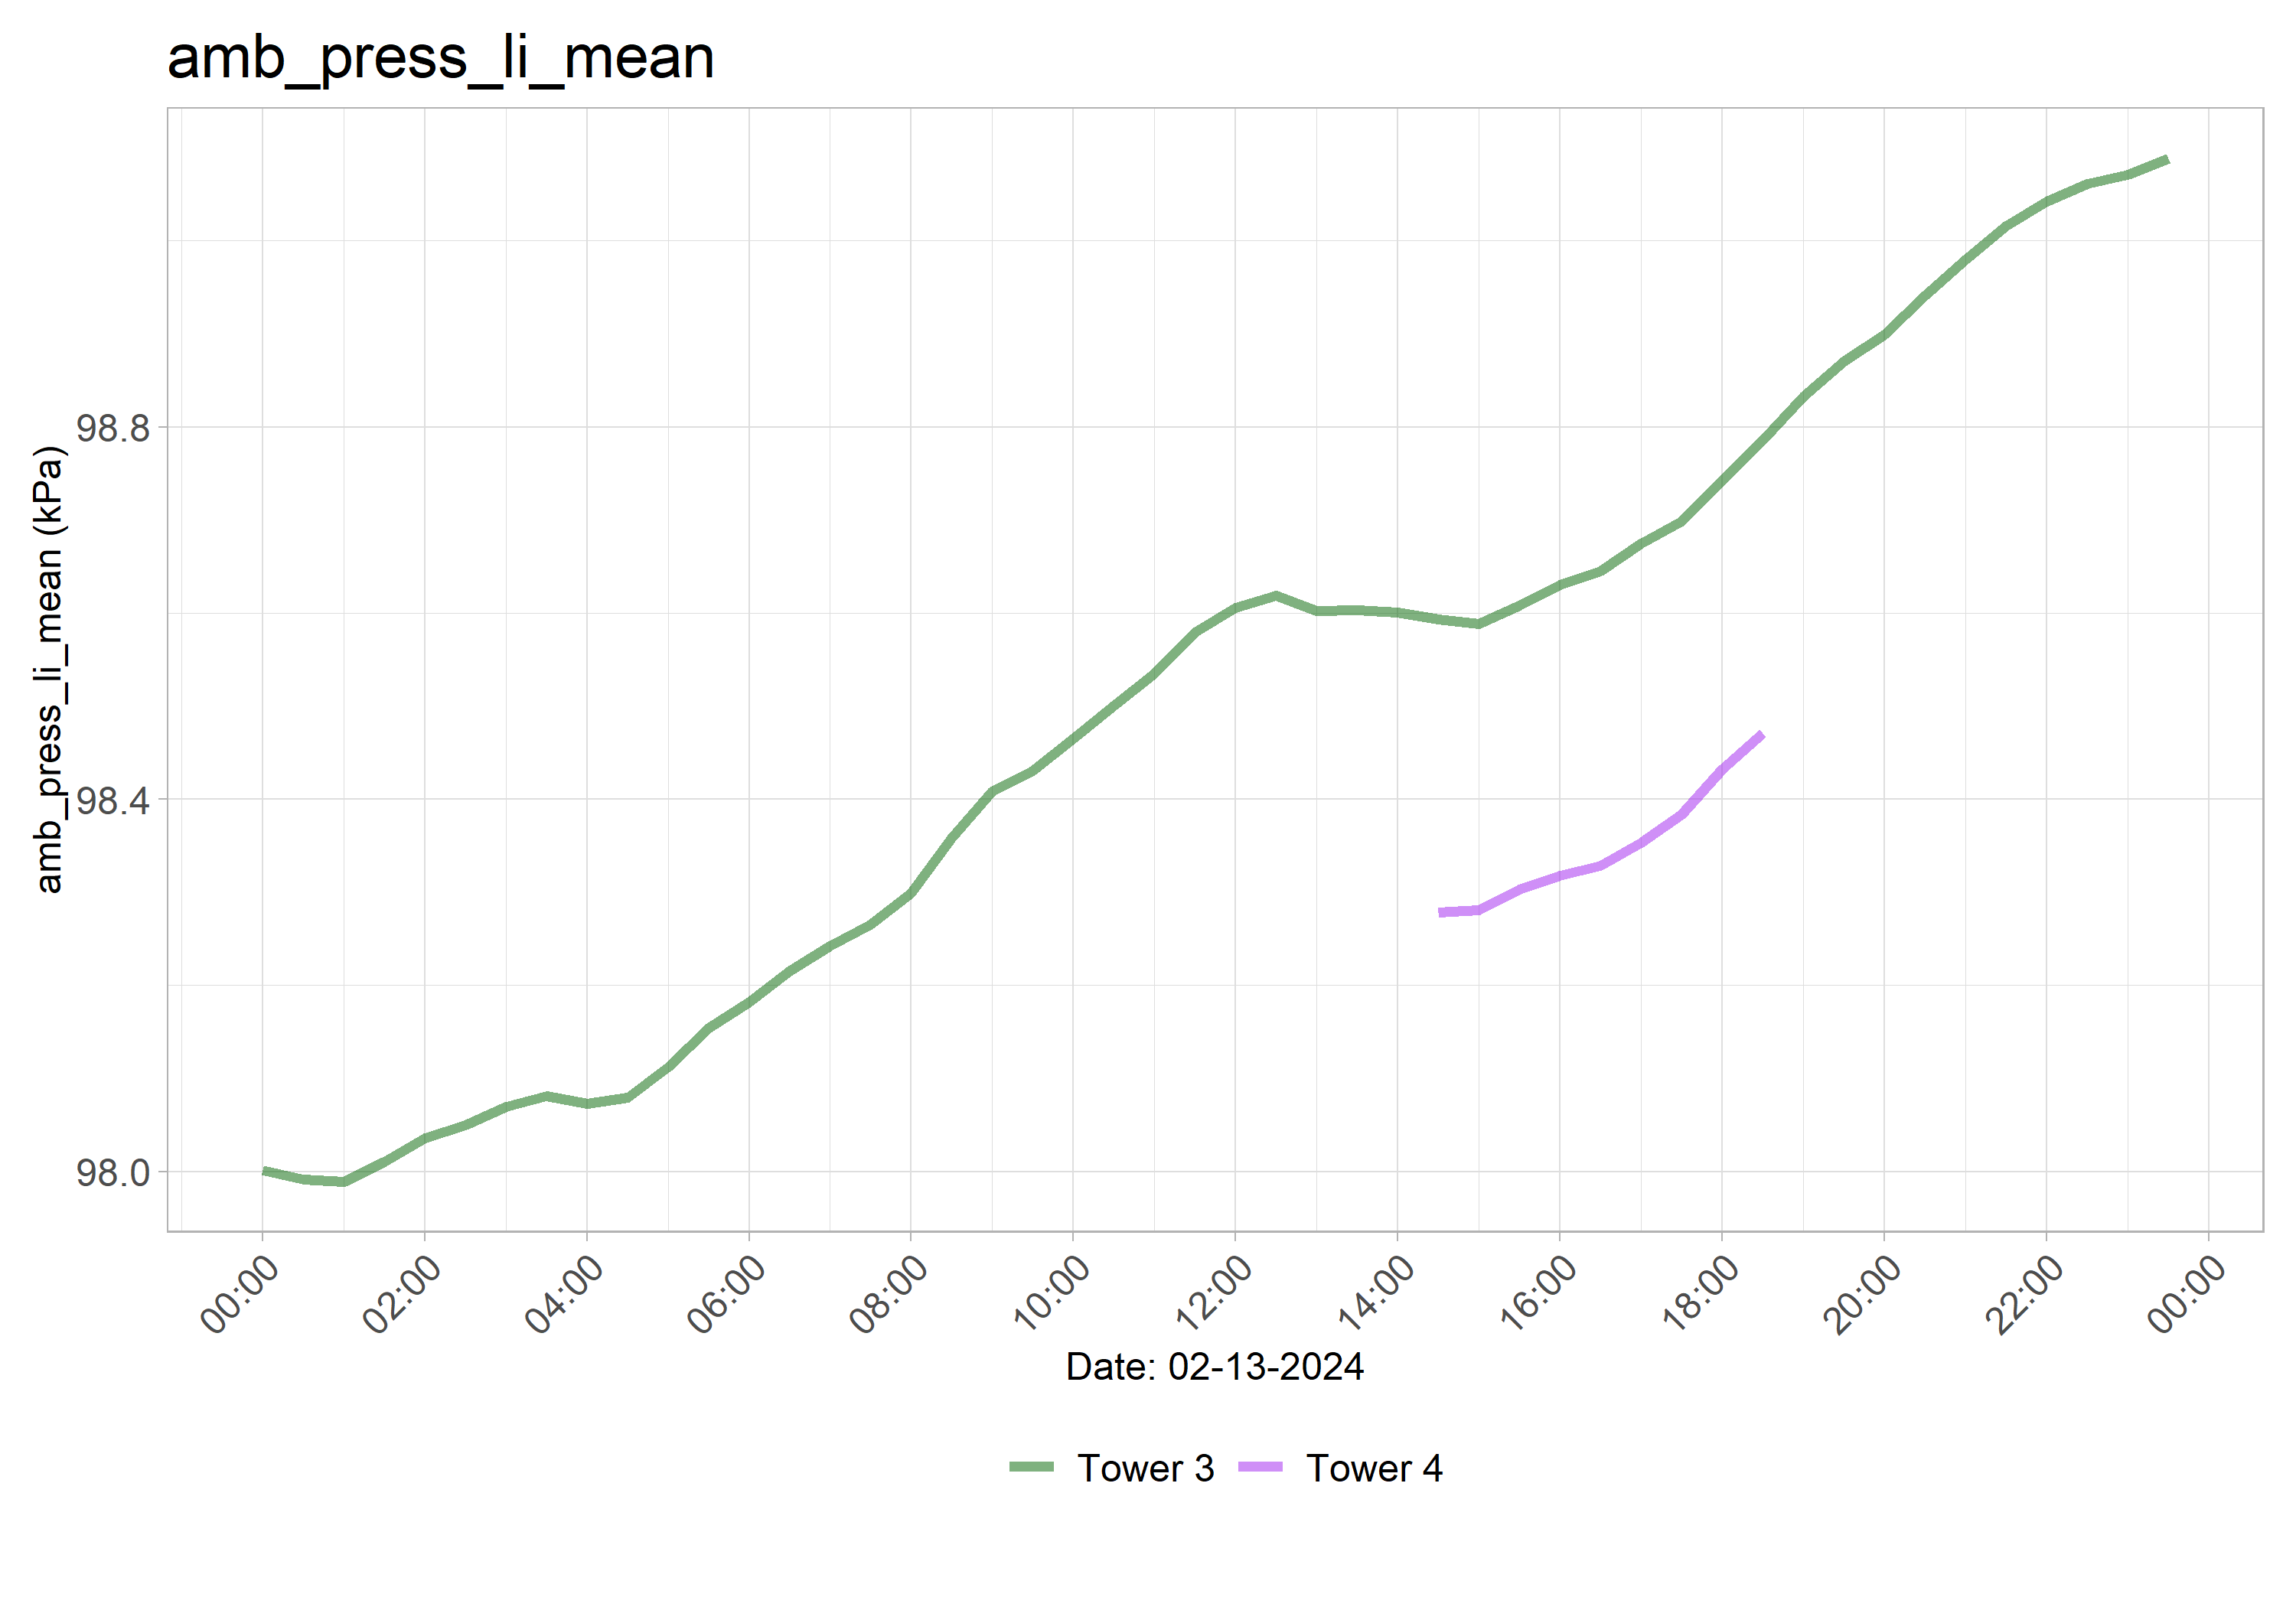 amb_press_li_mean
amb_press_li_mean (kPa)
98.8
98.4
98.0
00:00 02:00 04:00 06:00 08:00 10:00 12:00 14:00 16:00 18:00 20:00 22:00 00:00
Date: 02-13-2024
Tower 3 Tower 4